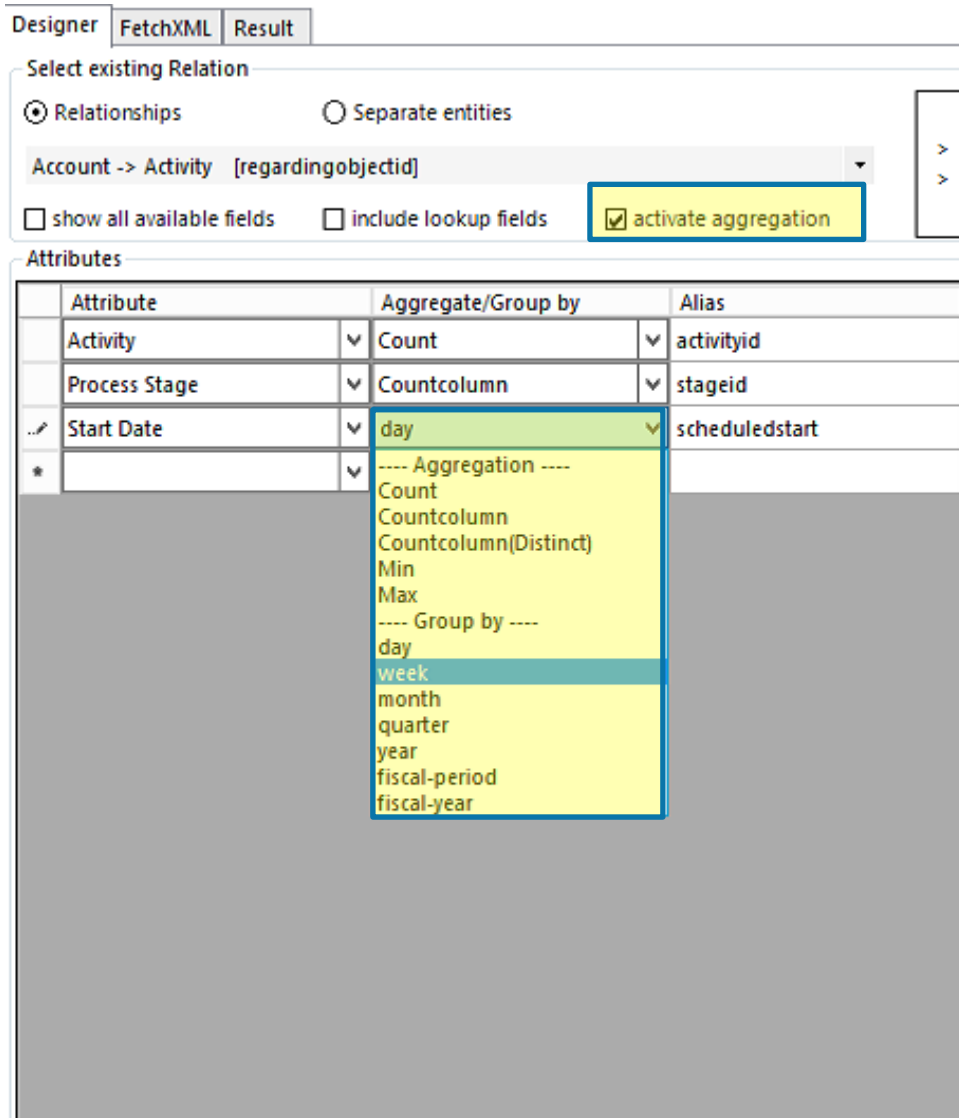 Designer FetchXML Result
Select existing Relation
Relationships Separate entities
Account -> Activity [regardingobjectid]
>
>
show all available fields include lookup fields activate aggregation
Attributes
Attribute Aggregate/Group by Alias
Activity Count activityid
Process Stage Countcolumn stageid
Start Date day scheduledstart
---- Aggregation ----
Count
Countcolumn
Countcolumn(Distinct)
Min
Max
---- Group by ----
day
week
month
quarter
year
fiscal-period
fiscal-year